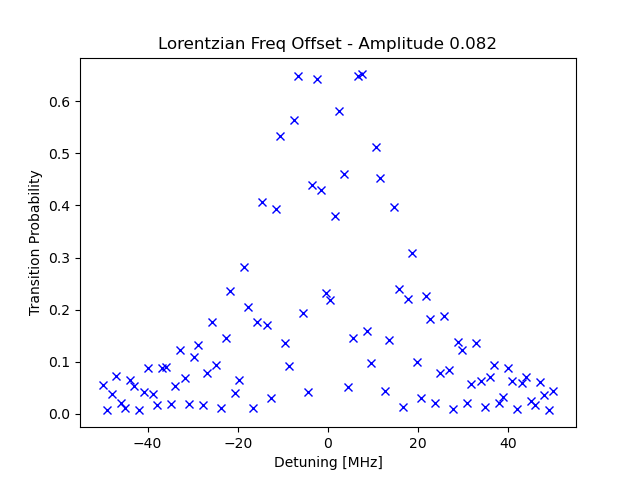 Lorentzian Freq Offset - Amplitude 0.082
Transition Probability
0.6
0.5
0.4
0.3
0.2
0.1
0.0
−40 −20 0 20 40
Detuning [MHz]